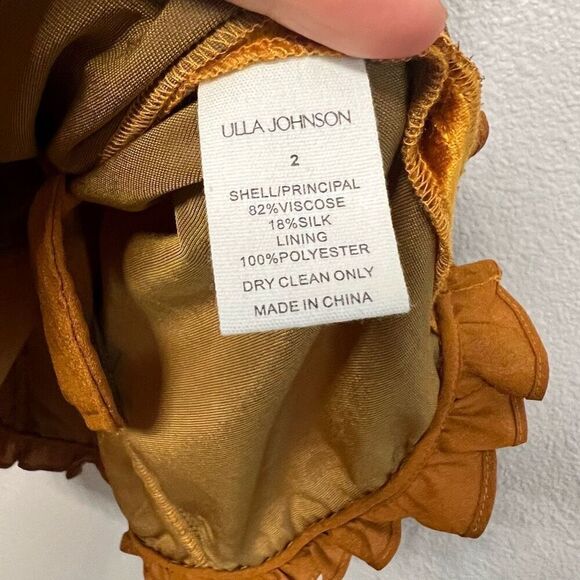 ULLA JOHNSON
2
SHELL/PRINCIPAL
82%VISCOSE
18%SILK
LINING
100%POLYESTER
DRY CLEAN ONLY
MADE IN CHINA